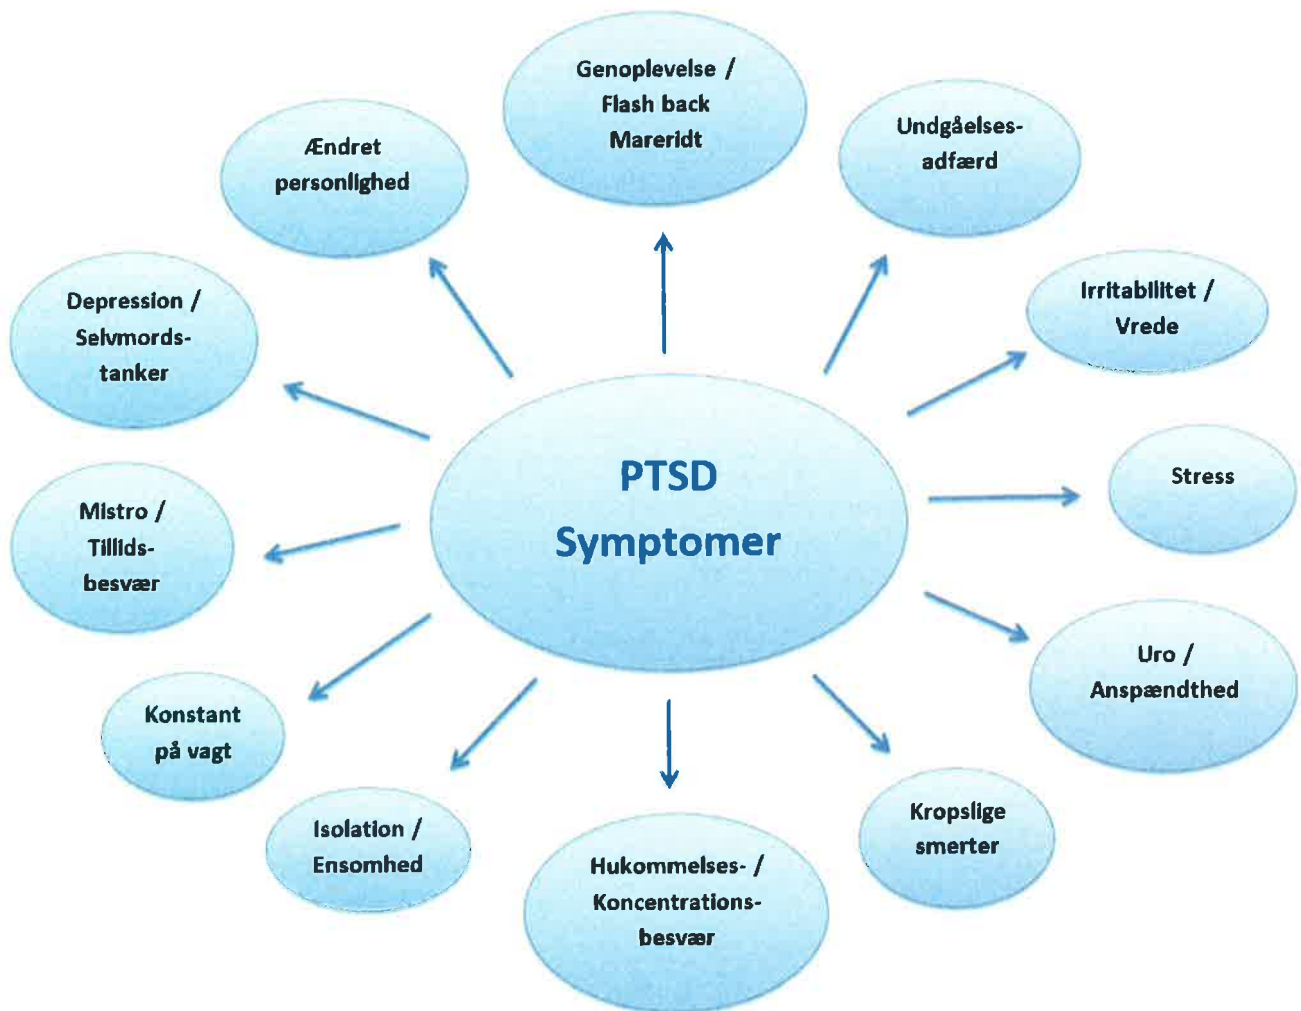 Genoplevelse /
Flash back
Mareridt
Undgåelses-
adfærd
Ændret
personlighed
Irritabilitet /
Vrede
Depression /
Selvmords-
tanker
PTSD
Symptomer
Stress
Mistro /
Tillids-
besvær
Uro /
Anspændthed
Konstant
på vagt
Kropslige
smerter
Isolation /
Ensomhed
Hukommelses- /
Koncentrations-
besvær